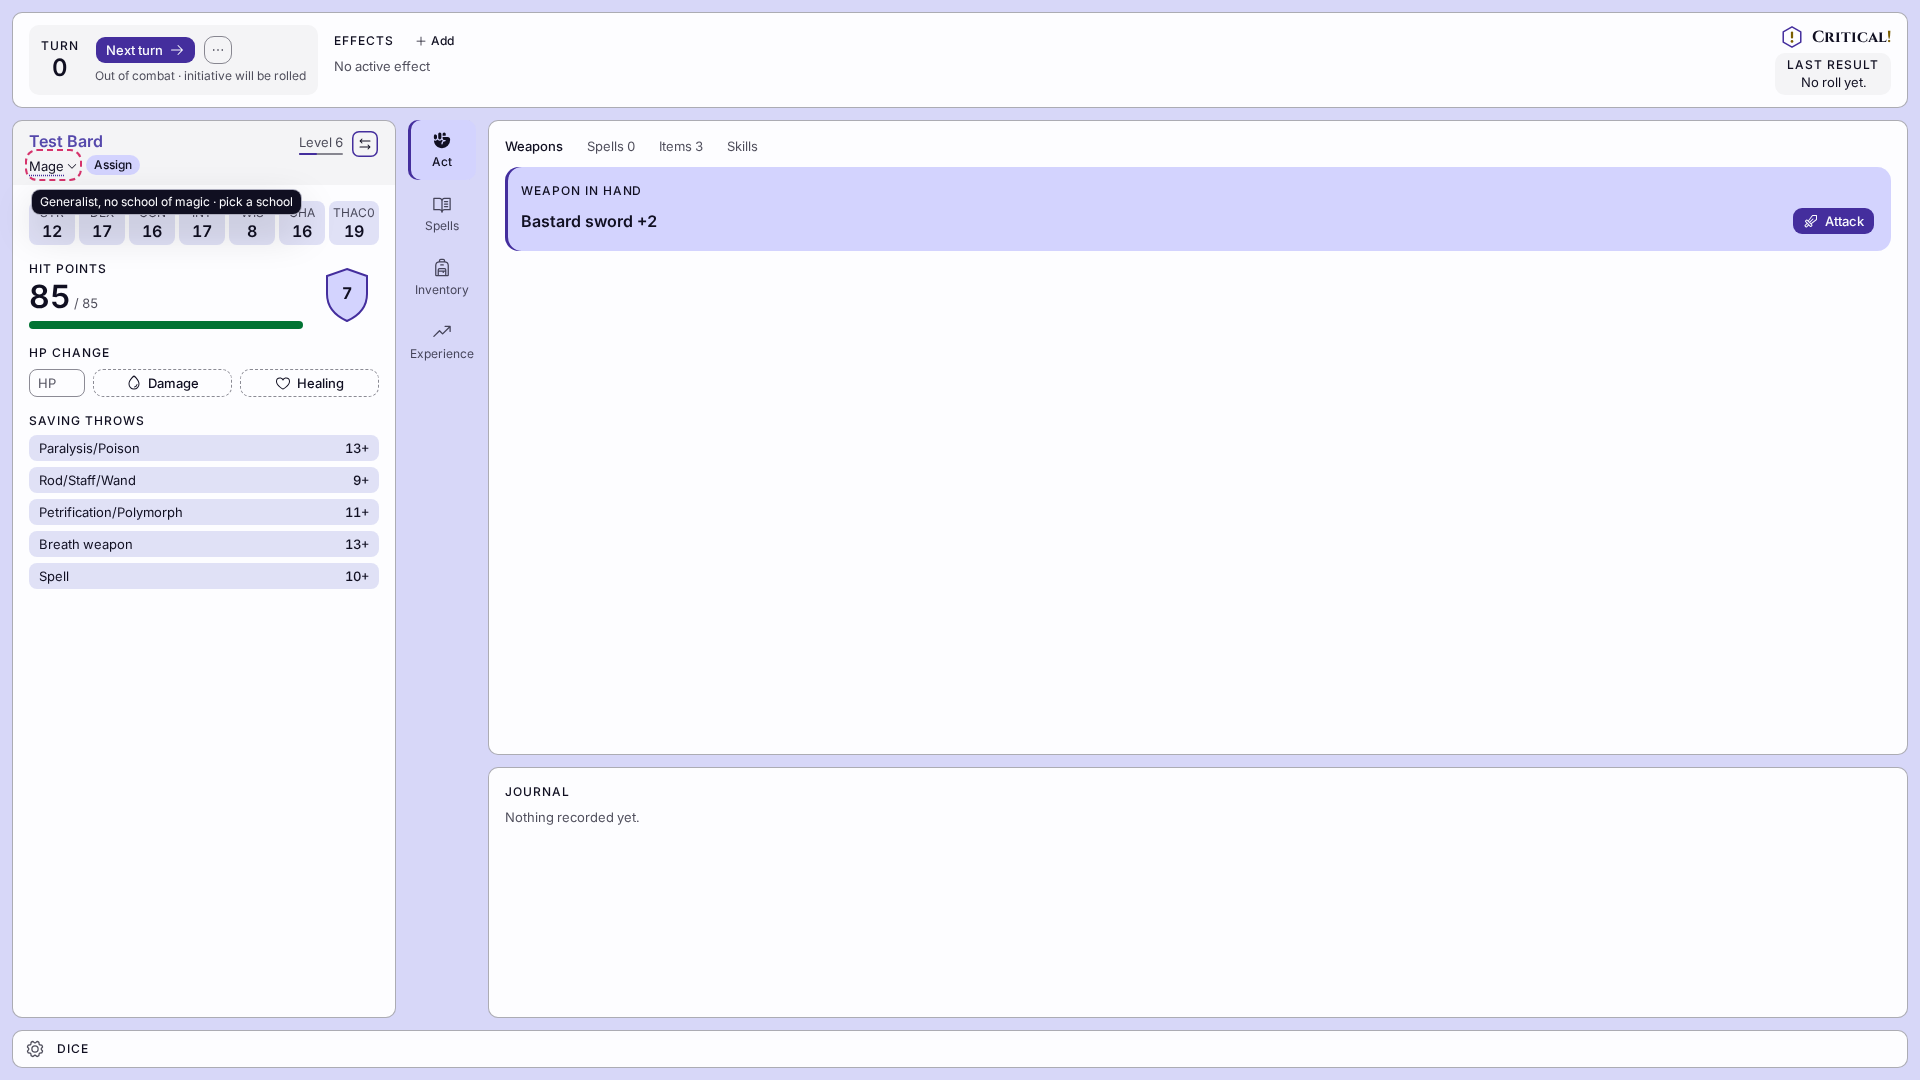 TURN
0
Next turn
Out of combat · initiative will be rolled
EFFECTS
Add
No active effect
CRITICAL!
LAST RESULT
No roll yet.
Test Bard
Level 6
Mage
Assign
Generalist, no school of magic · pick a school
THAC0
12
17
16
17
8
16
19
HIT POINTS
85 / 85
7
HP CHANGE
HP
Damage
Healing
SAVING THROWS
Paralysis/Poison 13+
Rod/Staff/Wand 9+
Petrification/Polymorph 11+
Breath weapon 13+
Spell 10+
Act
Spells
Inventory
Experience
Weapons
Spells 0
Items 3
Skills
WEAPON IN HAND
Bastard sword +2
Attack
JOURNAL
Nothing recorded yet.
DICE